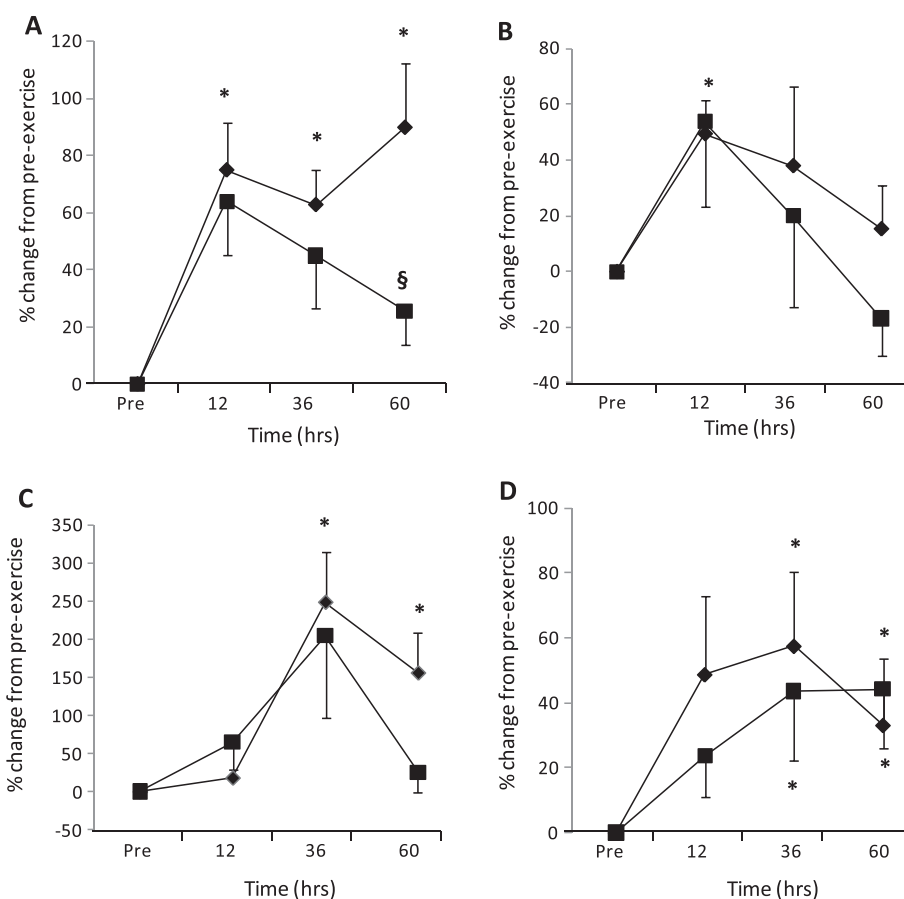 A
% change from pre-exercise
120
100
80
60
40
20
0
*
*
*
§
Pre 12 36 60
Time (hrs)
B
% change from pre-exercise
80
60
40
20
0
-20
-40
*
Pre 12 36 60
Time (hrs)
C
% change from pre-exercise
350
300
250
200
150
100
50
0
-50
*
*
Pre 12 36 60
Time (hrs)
D
% change from pre-exercise
100
80
60
40
20
0
*
*
*
*
Pre 12 36 60
Time (hrs)